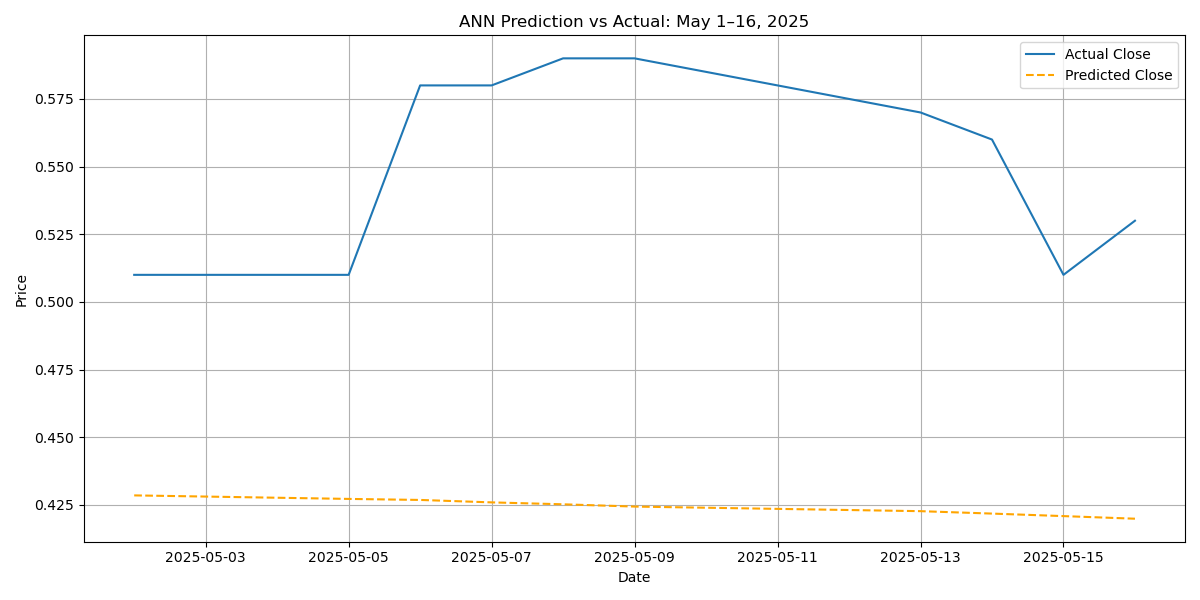 ANN Prediction vs Actual: May 1–16, 2025
Actual Close
Predicted Close
Price
0.575
0.550
0.525
0.500
0.475
0.450
0.425
2025-05-03
2025-05-05
2025-05-07
2025-05-09
2025-05-11
2025-05-13
2025-05-15
Date